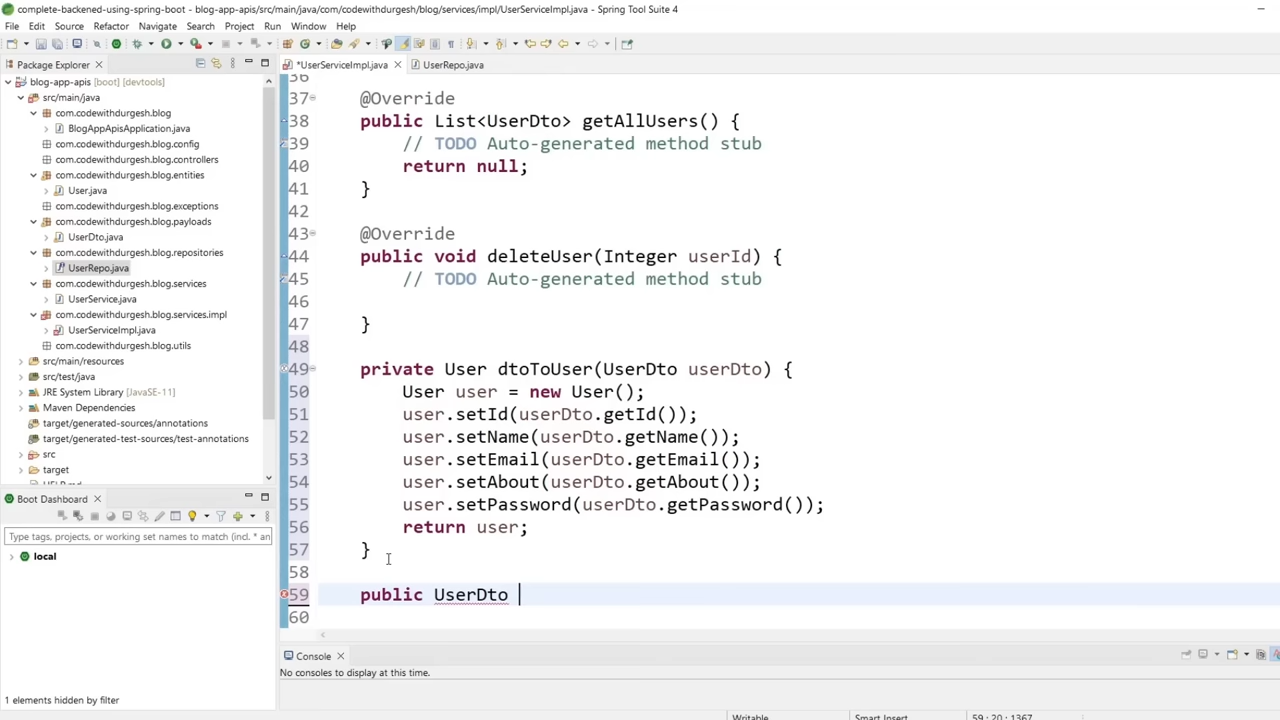 complete-backened-using-spring-boot - blog-app-apis/src/main/java/com/codewithdurgesh/blog/services/impl/UserServiceImpl.java - Spring Tool Suite 4
File Edit Source Refactor Navigate Search Project Run Window Help
Package Explorer
*UserServiceImpl.java UserRepo.java
blog-app-apis [boot] [devtools]
src/main/java
com.codewithdurgesh.blog
BlogAppApisApplication.java
com.codewithdurgesh.blog.config
com.codewithdurgesh.blog.controllers
com.codewithdurgesh.blog.entities
User.java
com.codewithdurgesh.blog.exceptions
com.codewithdurgesh.blog.payloads
UserDto.java
com.codewithdurgesh.blog.repositories
UserRepo.java
com.codewithdurgesh.blog.services
UserService.java
com.codewithdurgesh.blog.services.impl
UserServiceImpl.java
com.codewithdurgesh.blog.utils
src/main/resources
src/test/java
JRE System Library [JavaSE-11]
Maven Dependencies
target/generated-sources/annotations
target/generated-test-sources/test-annotations
src
target
HELP.md
36
37 @Override
38 public List<UserDto> getAllUsers() {
39 // TODO Auto-generated method stub
40 return null;
41 }
42
43 @Override
44 public void deleteUser(Integer userId) {
45 // TODO Auto-generated method stub
46
47 }
48
49 private User dtoToUser(UserDto userDto) {
50 User user = new User();
51 user.setId(userDto.getId());
52 user.setName(userDto.getName());
53 user.setEmail(userDto.getEmail());
54 user.setAbout(userDto.getAbout());
55 user.setPassword(userDto.getPassword());
56 return user;
57 }
58
59 public UserDto
60
Boot Dashboard
Type tags, projects, or working set names to match (incl. * an
local
1 elements hidden by filter
Console
No consoles to display at this time.
Writable Smart Insert 59 : 20 : 1367